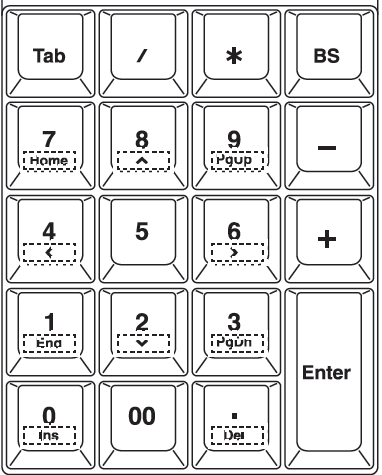 Tab / * BS
7 8 9 −
Home ^ PgUp
4 5 6 +
< >
1 2 3
End ⌄ PgDn
Enter
0 00 .
Ins Del